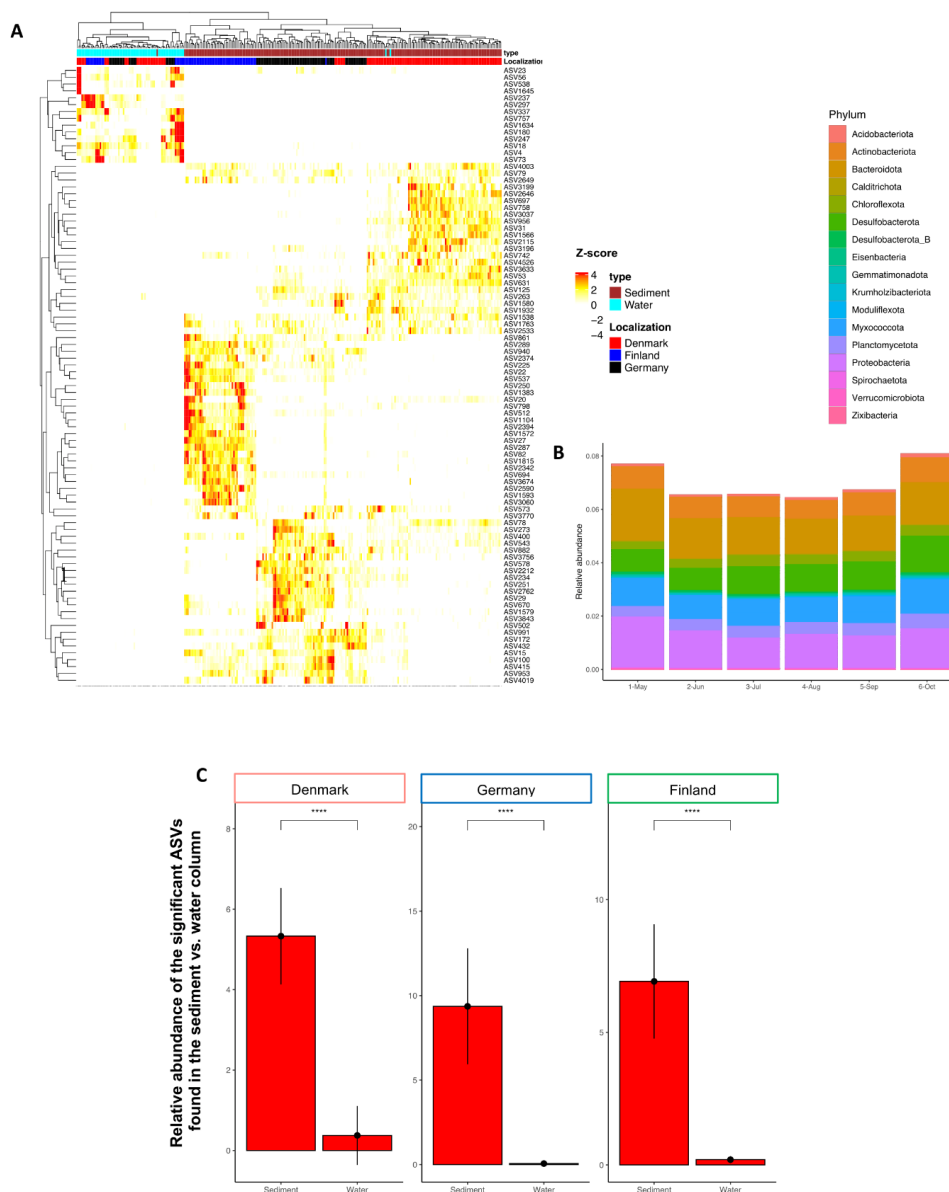 A
type
Localization
ASV23
ASV56
ASV538
ASV1645
ASV237
ASV297
ASV337
ASV757
ASV1634
ASV180
ASV247
ASV18
ASV4
ASV73
ASV4003
ASV79
ASV2649
ASV3199
ASV2646
ASV697
ASV758
ASV3037
ASV956
ASV31
ASV1566
ASV2115
ASV3196
ASV742
ASV4526
ASV3633
ASV53
ASV631
ASV125
ASV263
ASV1580
ASV1932
ASV1538
ASV1763
ASV2533
ASV861
ASV289
ASV940
ASV2374
ASV225
ASV22
ASV537
ASV250
ASV1383
ASV20
ASV798
ASV512
ASV1104
ASV2394
ASV1572
ASV27
ASV287
ASV82
ASV1815
ASV2342
ASV694
ASV3674
ASV2590
ASV1593
ASV3060
ASV573
ASV3770
ASV78
ASV273
ASV400
ASV543
ASV882
ASV3756
ASV578
ASV2212
ASV234
ASV251
ASV2762
ASV29
ASV670
ASV1579
ASV3843
ASV502
ASV991
ASV172
ASV432
ASV15
ASV100
ASV415
ASV953
ASV4019
Z-score
4
2
0
−2
−4
type
Sediment
Water
Localization
Denmark
Finland
Germany
Phylum
Acidobacteriota
Actinobacteriota
Bacteroidota
Calditrichota
Chloroflexota
Desulfobacterota
Desulfobacterota_B
Eisenbacteria
Gemmatimonadota
Krumholzibacteriota
Moduliflexota
Myxococcota
Planctomycetota
Proteobacteria
Spirochaetota
Verrucomicrobiota
Zixibacteria
B
Relative abundance
0.08
0.06
0.04
0.02
0.00
1-May
2-Jun
3-Jul
4-Aug
5-Sep
6-Oct
C
Relative abundance of the significant ASVs
found in the sediment vs. water column
Denmark
****
8
6
4
2
0
Sediment
Water
Germany
****
20
15
10
5
0
Sediment
Water
Finland
****
10
5
0
Sediment
Water